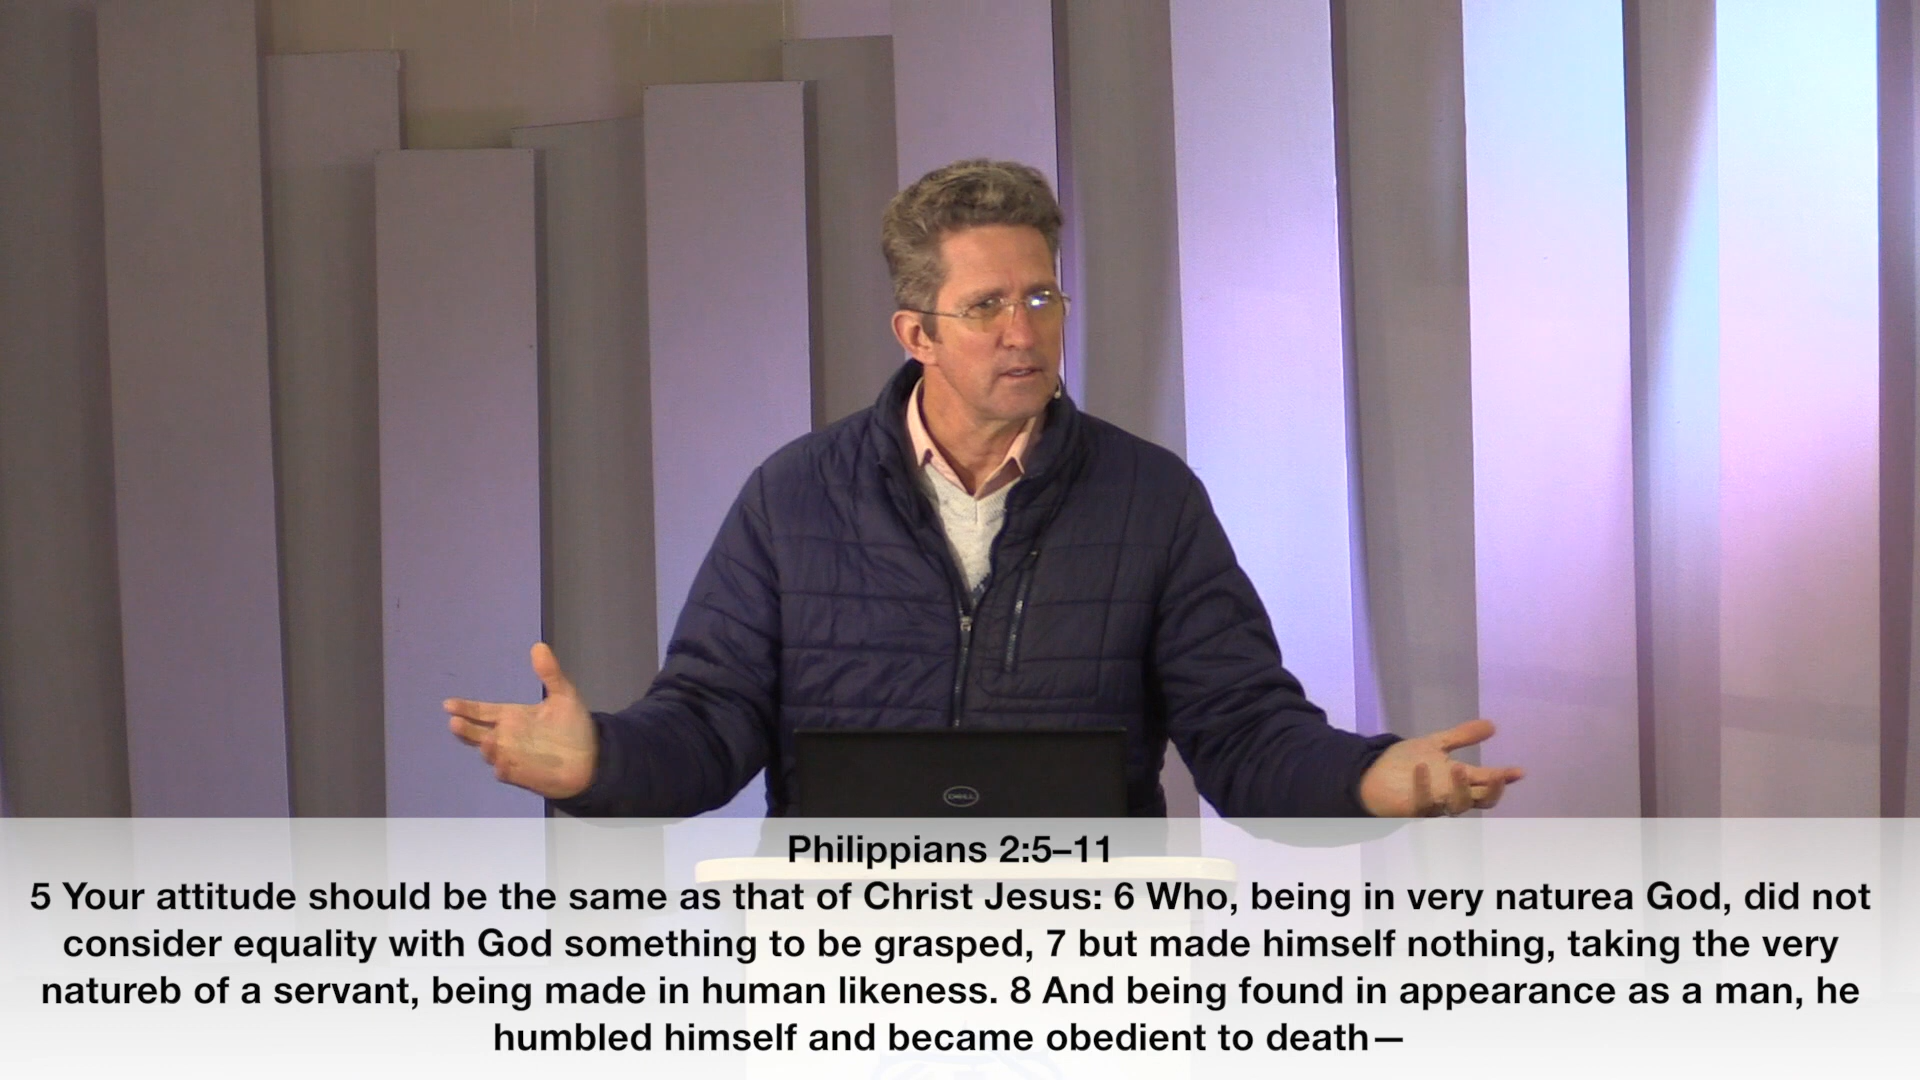 DELL
Philippians 2:5–11
5 Your attitude should be the same as that of Christ Jesus: 6 Who, being in very naturea God, did not
consider equality with God something to be grasped, 7 but made himself nothing, taking the very
natureb of a servant, being made in human likeness. 8 And being found in appearance as a man, he
humbled himself and became obedient to death—